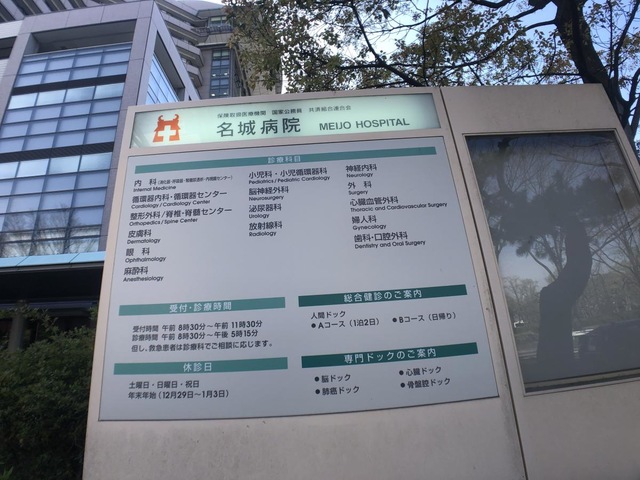 保険取扱医療機関 国家公務員 共済組合連合会
名城病院 MEIJO HOSPITAL
診療科目
内 科
Internal Medicine
循環器内科・循環器センター
Cardiology / Cardiology Center
整形外科/脊椎・脊髄センター
Orthopedics / Spine Center
皮膚科
Dermatology
眼 科
Ophthalmology
麻酔科
Anesthesiology
小児科・小児循環器科
Pediatrics / Pediatric Cardiology
脳神経外科
Neurosurgery
泌尿器科
Urology
放射線科
Radiology
神経内科
Neurology
外 科
Surgery
心臓血管外科
Thoracic and Cardiovascular Surgery
婦人科
Gynecology
歯科・口腔外科
Dentistry and Oral Surgery
受付・診療時間
受付時間 午前 8時30分～午前 11時30分
診療時間 午前 8時30分～午後 5時15分
但し、救急患者は診療科でご相談に応じます。
休診日
土曜日・日曜日・祝日
年末年始(12月29日～1月3日)
総合健診のご案内
人間ドック
●Aコース(1泊2日) ●Bコース(日帰り)
専門ドックのご案内
●脳ドック ●心臓ドック
●肺癌ドック ●骨盤腔ドック